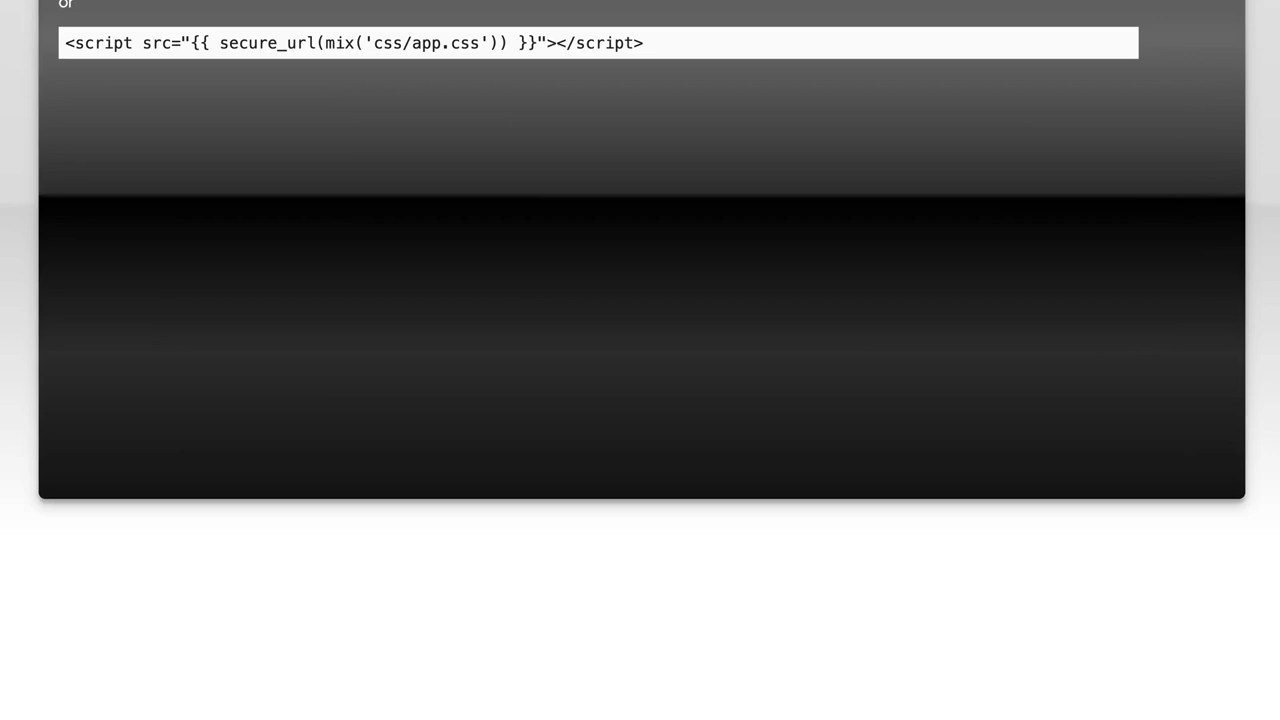 or
<script src="{{ secure_url(mix('css/app.css')) }}"></script>